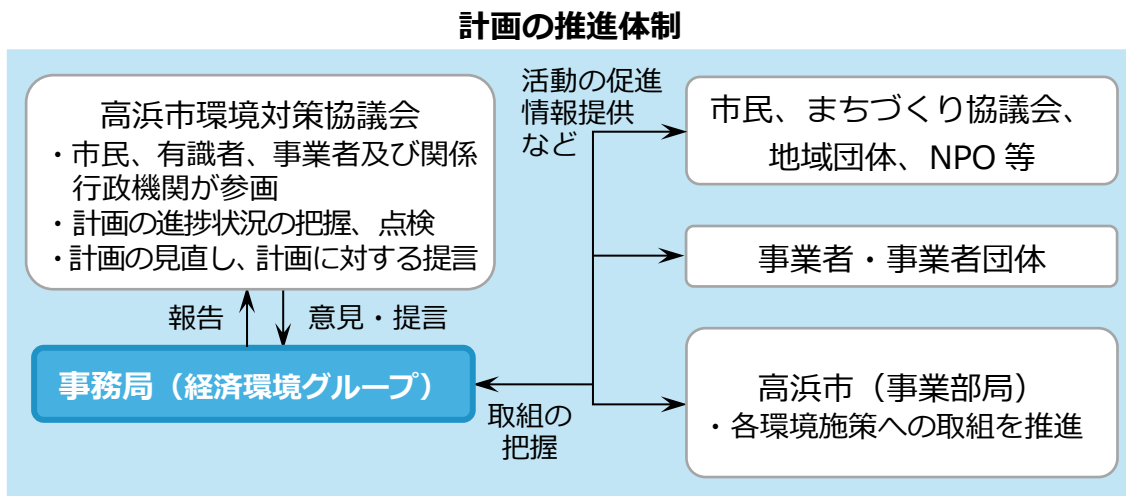 計画の推進体制
高浜市環境対策協議会
・市民、有識者、事業者及び関係
行政機関が参画
・計画の進捗状況の把握、点検
・計画の見直し、計画に対する提言
報告
意見・提言
事務局（経済環境グループ）
活動の促進
情報提供
など
取組の
把握
市民、まちづくり協議会、
地域団体、NPO 等
事業者・事業者団体
高浜市（事業部局）
・各環境施策への取組を推進